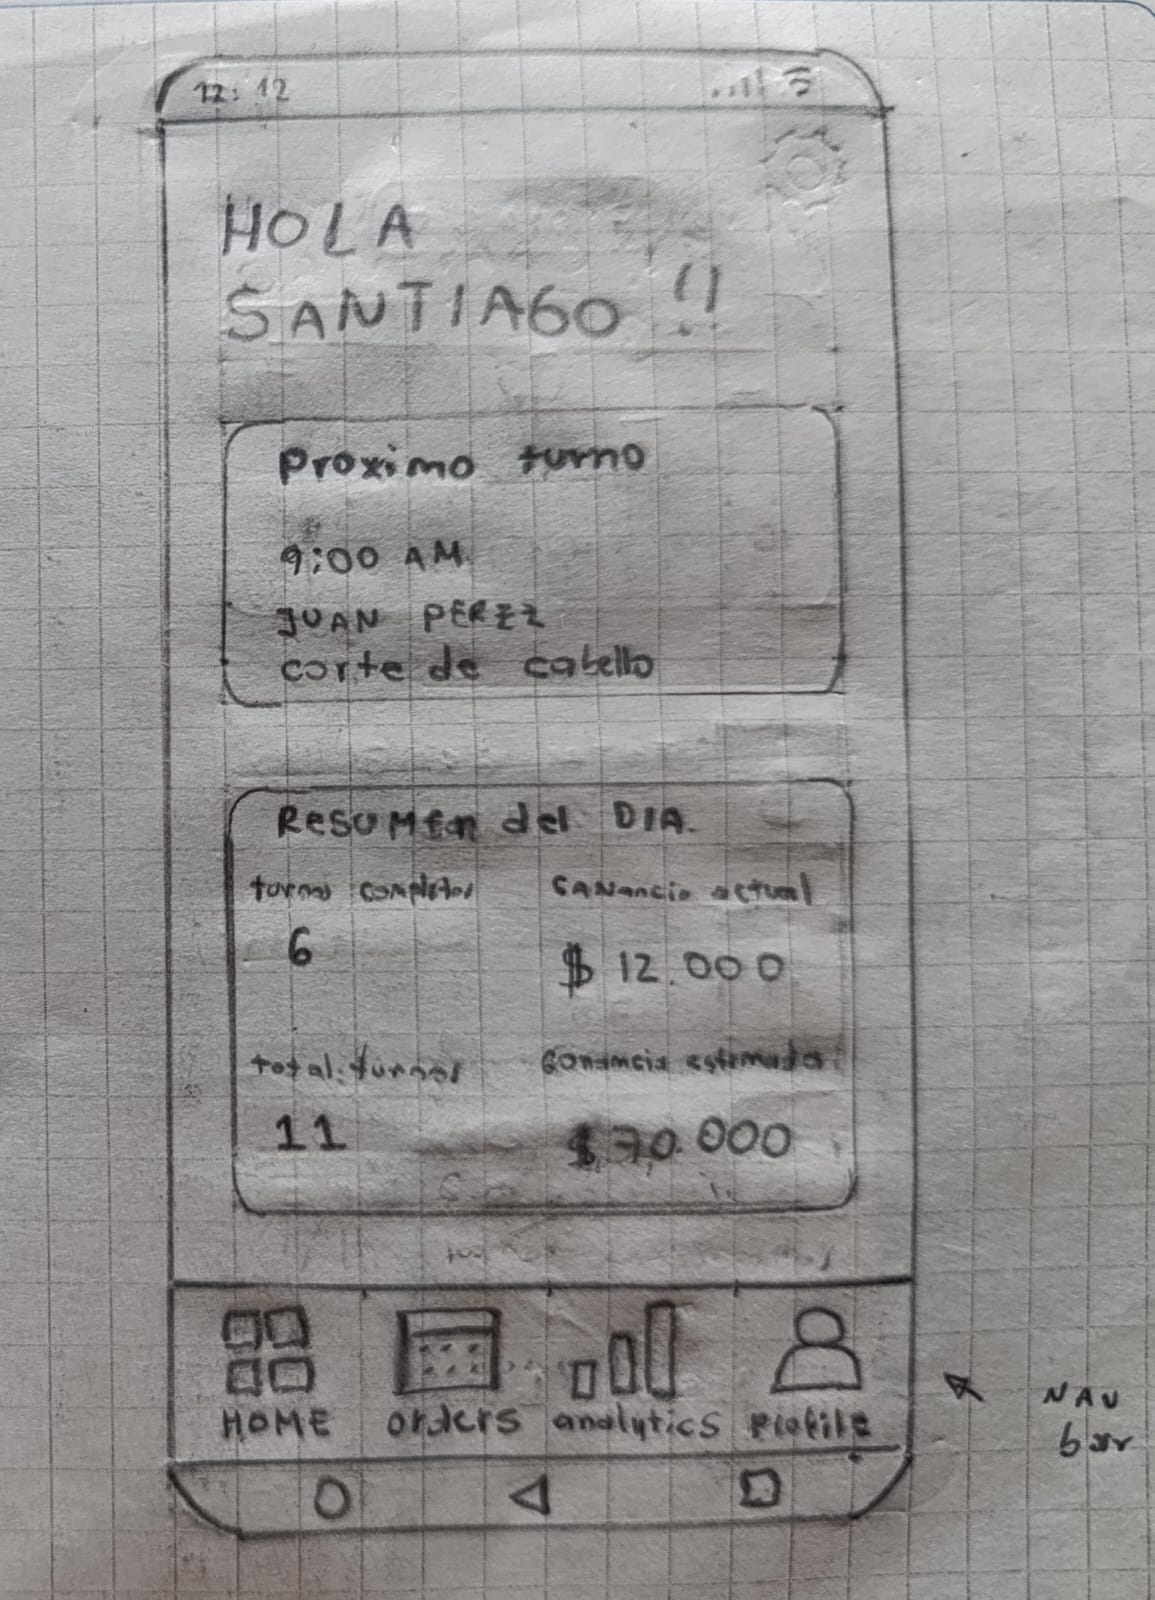 12:12
HOLA
SANTIAGO !!
Proximo turno
9:00 AM.
JUAN PEREZ
corte de cabello
Resumen del DIA.
turnos completos GANancia actual
6 $ 12.000
total: turnos Ganancia estimada
11 $ 70.000
HOME orders analytics Profile
NAV
bar